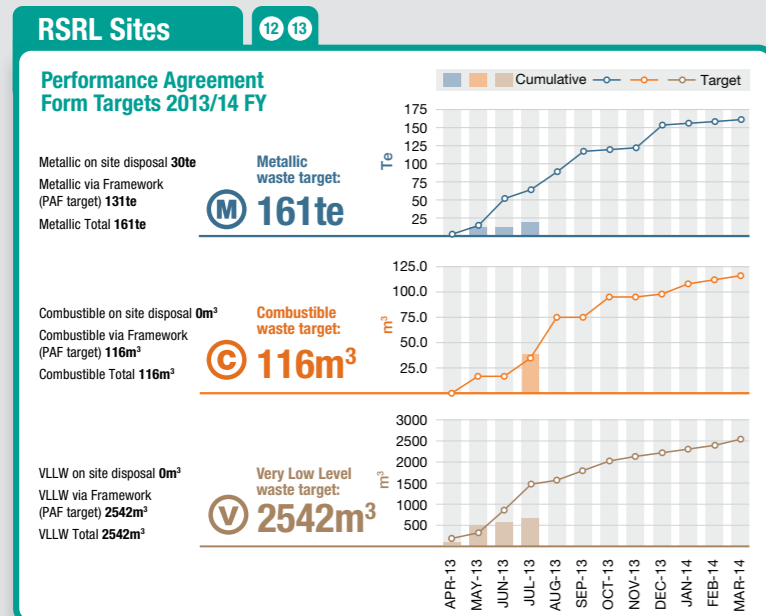 RSRL Sites
12 13
Performance Agreement
Form Targets 2013/14 FY
Cumulative Target
Metallic on site disposal 30te
Metallic via Framework
(PAF target) 131te
Metallic Total 161te
Metallic
waste target:
M 161te
Te
175
150
125
100
75
50
25
Combustible on site disposal 0m³
Combustible via Framework
(PAF target) 116m³
Combustible Total 116m³
Combustible
waste target:
C 116m³
m³
125.0
100.0
75.0
50.0
25.0
VLLW on site disposal 0m³
VLLW via Framework
(PAF target) 2542m³
VLLW Total 2542m³
Very Low Level
waste target:
V 2542m³
m³
3000
2500
2000
1500
1000
500
APR-13
MAY-13
JUN-13
JUL-13
AUG-13
SEP-13
OCT-13
NOV-13
DEC-13
JAN-14
FEB-14
MAR-14